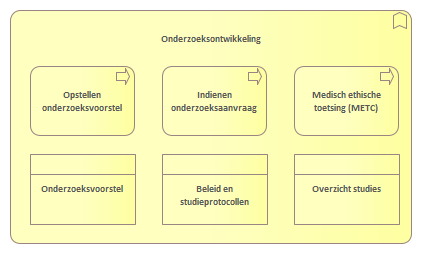 Onderzoeksontwikkeling
Opstellen
onderzoeksvoorstel
Indienen
onderzoeksaanvraag
Medisch ethische
toetsing (METC)
Onderzoeksvoorstel
Beleid en
studieprotocollen
Overzicht studies